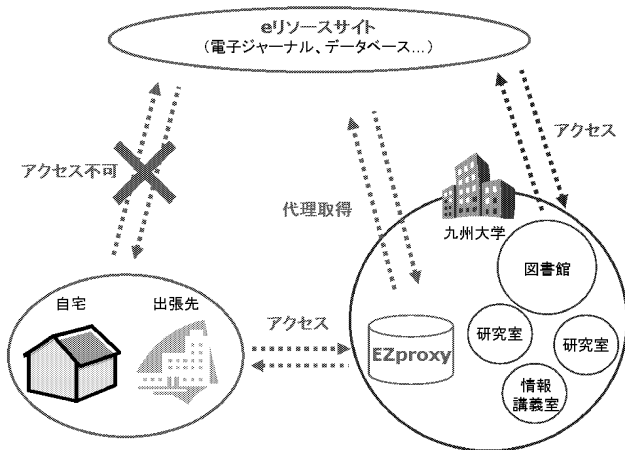 eリソースサイト
（電子ジャーナル、データベース...）
アクセス
アクセス不可
代理取得
九州大学
図書館
自宅
出張先
アクセス
EZproxy
研究室
研究室
情報
講義室